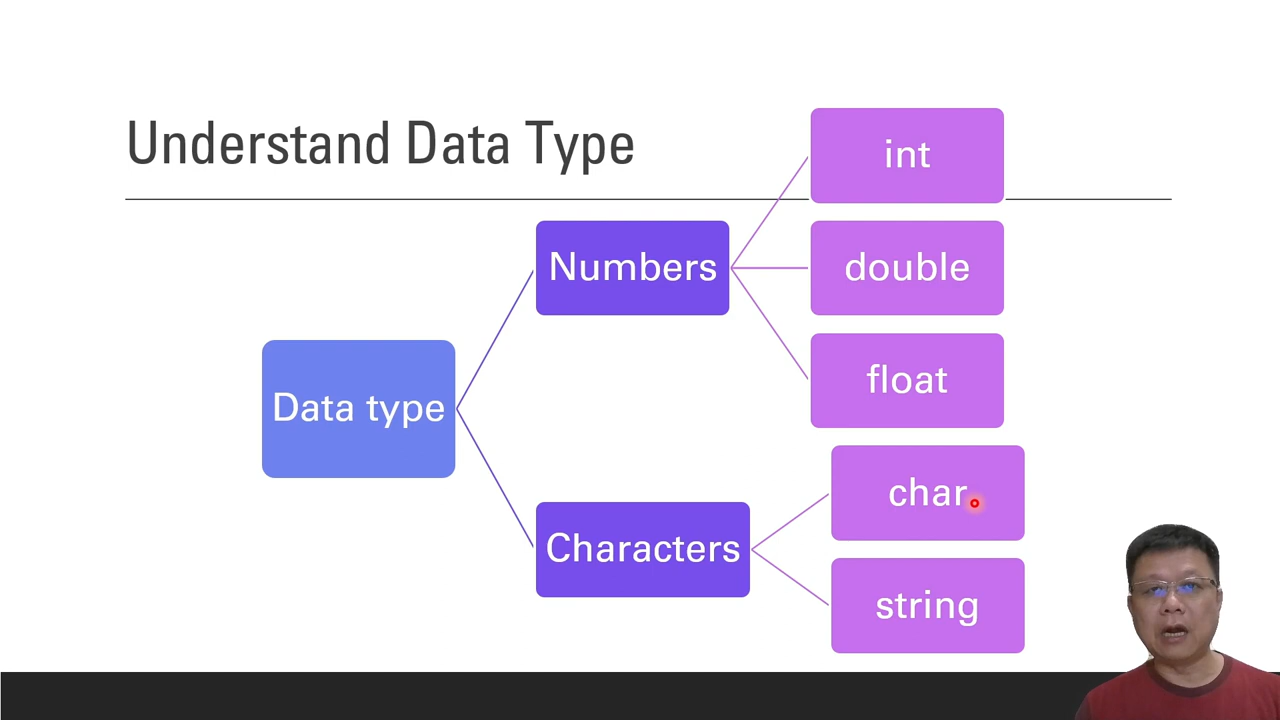 Understand Data Type
Data type
Numbers
int
double
float
Characters
char
string